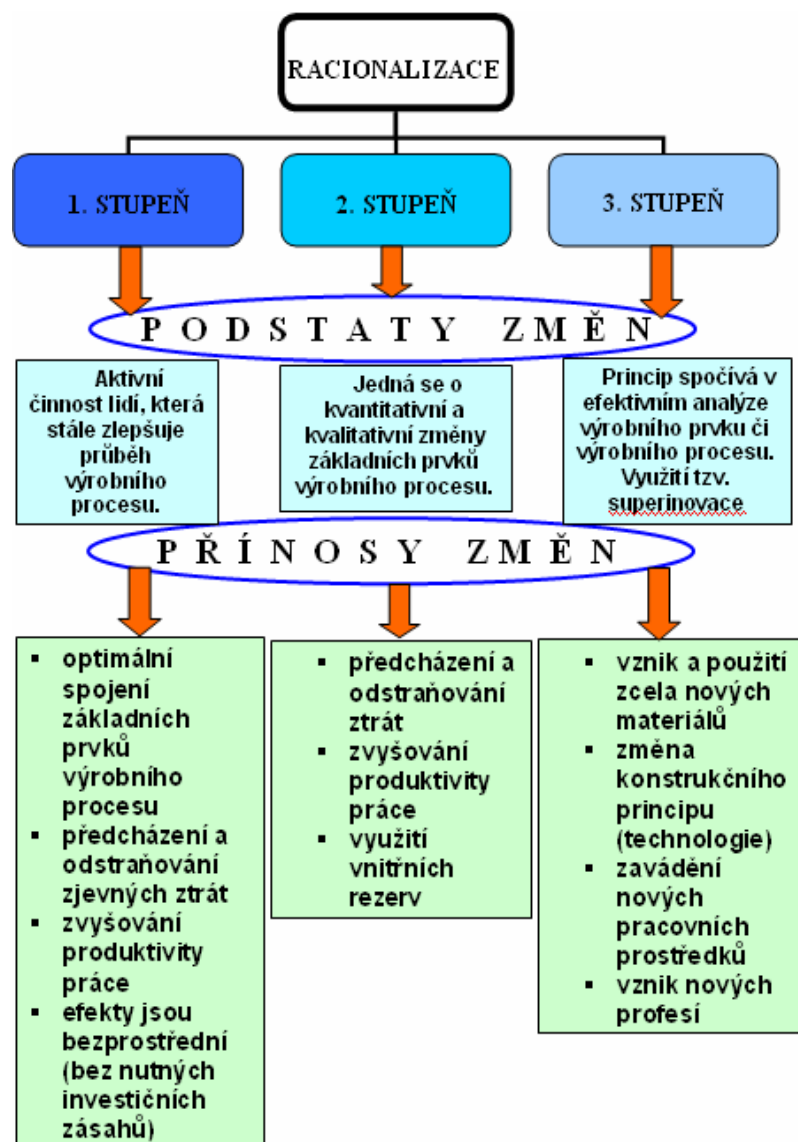 RACIONALIZACE
1. STUPEŇ
2. STUPEŇ
3. STUPEŇ
PODSTATY ZMĚN
Aktivní
činnost lidí, která
stále zlepšuje
průběh
výrobního
procesu.
Jedná se o
kvantitativní a
kvalitativní změny
základních prvků
výrobního procesu.
Princip spočívá v
efektivním analýze
výrobního prvku či
výrobního procesu.
Využití tzv.
superinovace
PŘÍNOSY ZMĚN
▪ optimální
spojení
základních
prvků
výrobního
procesu
▪ předcházení a
odstraňování
zjevných ztrát
▪ zvyšování
produktivity
práce
▪ efekty jsou
bezprostřední
(bez nutných
investičních
zásahů)
▪ předcházení a
odstraňování
ztrát
▪ zvyšování
produktivity
práce
▪ využití
vnitřních
rezerv
▪ vznik a použití
zcela nových
materiálů
▪ změna
konstrukčního
principu
(technologie)
▪ zavádění
nových
pracovních
prostředků
▪ vznik nových
profesí